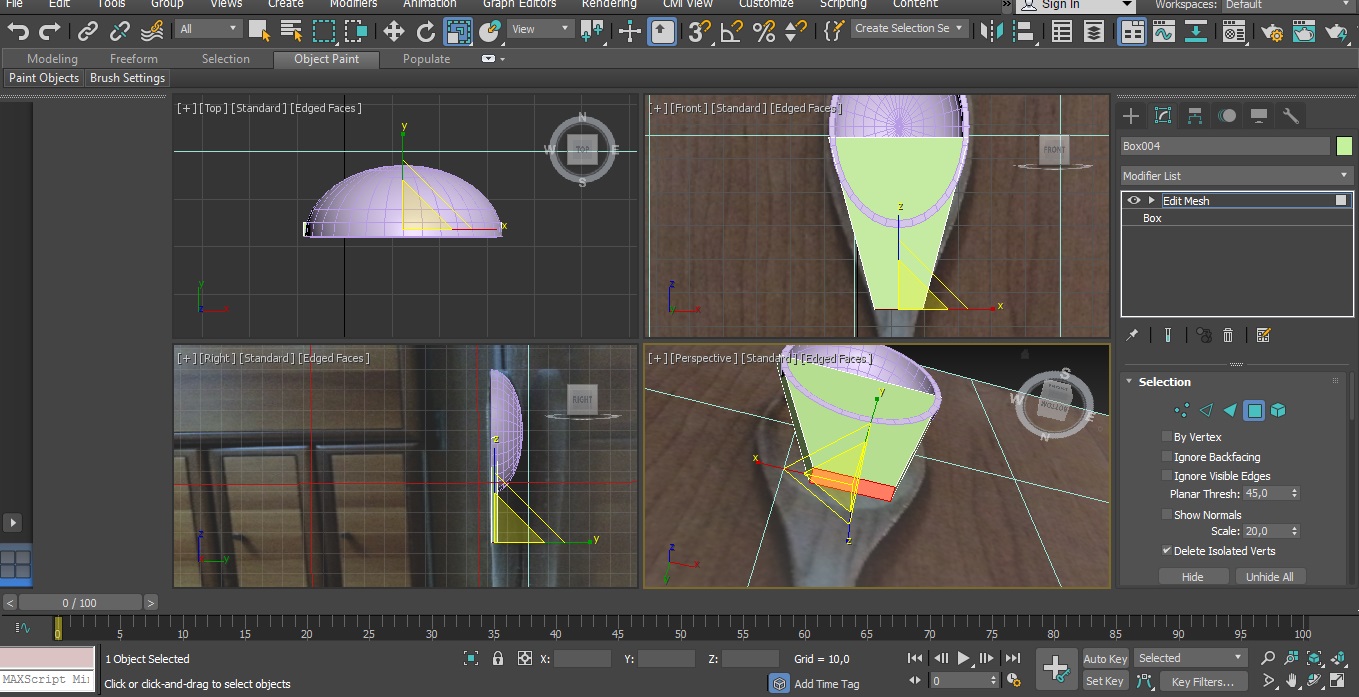 File Edit Tools Group Views Create Modifiers Animation Graph Editors Rendering Civil View Customize Scripting Content » Sign In Workspaces: Default
All View 3 Create Selection Se
Modeling Freeform Selection Object Paint Populate
Paint Objects Brush Settings
[+] [Top] [Standard] [Edged Faces]
N
W TOP E
S
y
x
y
x
z
[+] [Front] [Standard] [Edged Faces]
FRONT
z
x
z
x
[+] [Right] [Standard] [Edged Faces]
RIGHT
z
y
z
y
[+] [Perspective] [Standard] [Edged Faces]
S
W BOTTOM E
N
y
x
z
z
x
y
Box004
Modifier List
Edit Mesh
Box
Selection
By Vertex
Ignore Backfacing
Ignore Visible Edges
Planar Thresh: 45,0
Show Normals
Scale: 20,0
Delete Isolated Verts
Hide Unhide All
< 0 / 100 >
0 5 10 15 20 25 30 35 40 45 50 55 60 65 70 75 80 85 90 95 100
1 Object Selected X: Y: Z: Grid = 10,0 Auto Key Selected
MAXScript Mi
Click or click-and-drag to select objects Add Time Tag 0 Set Key Key Filters...